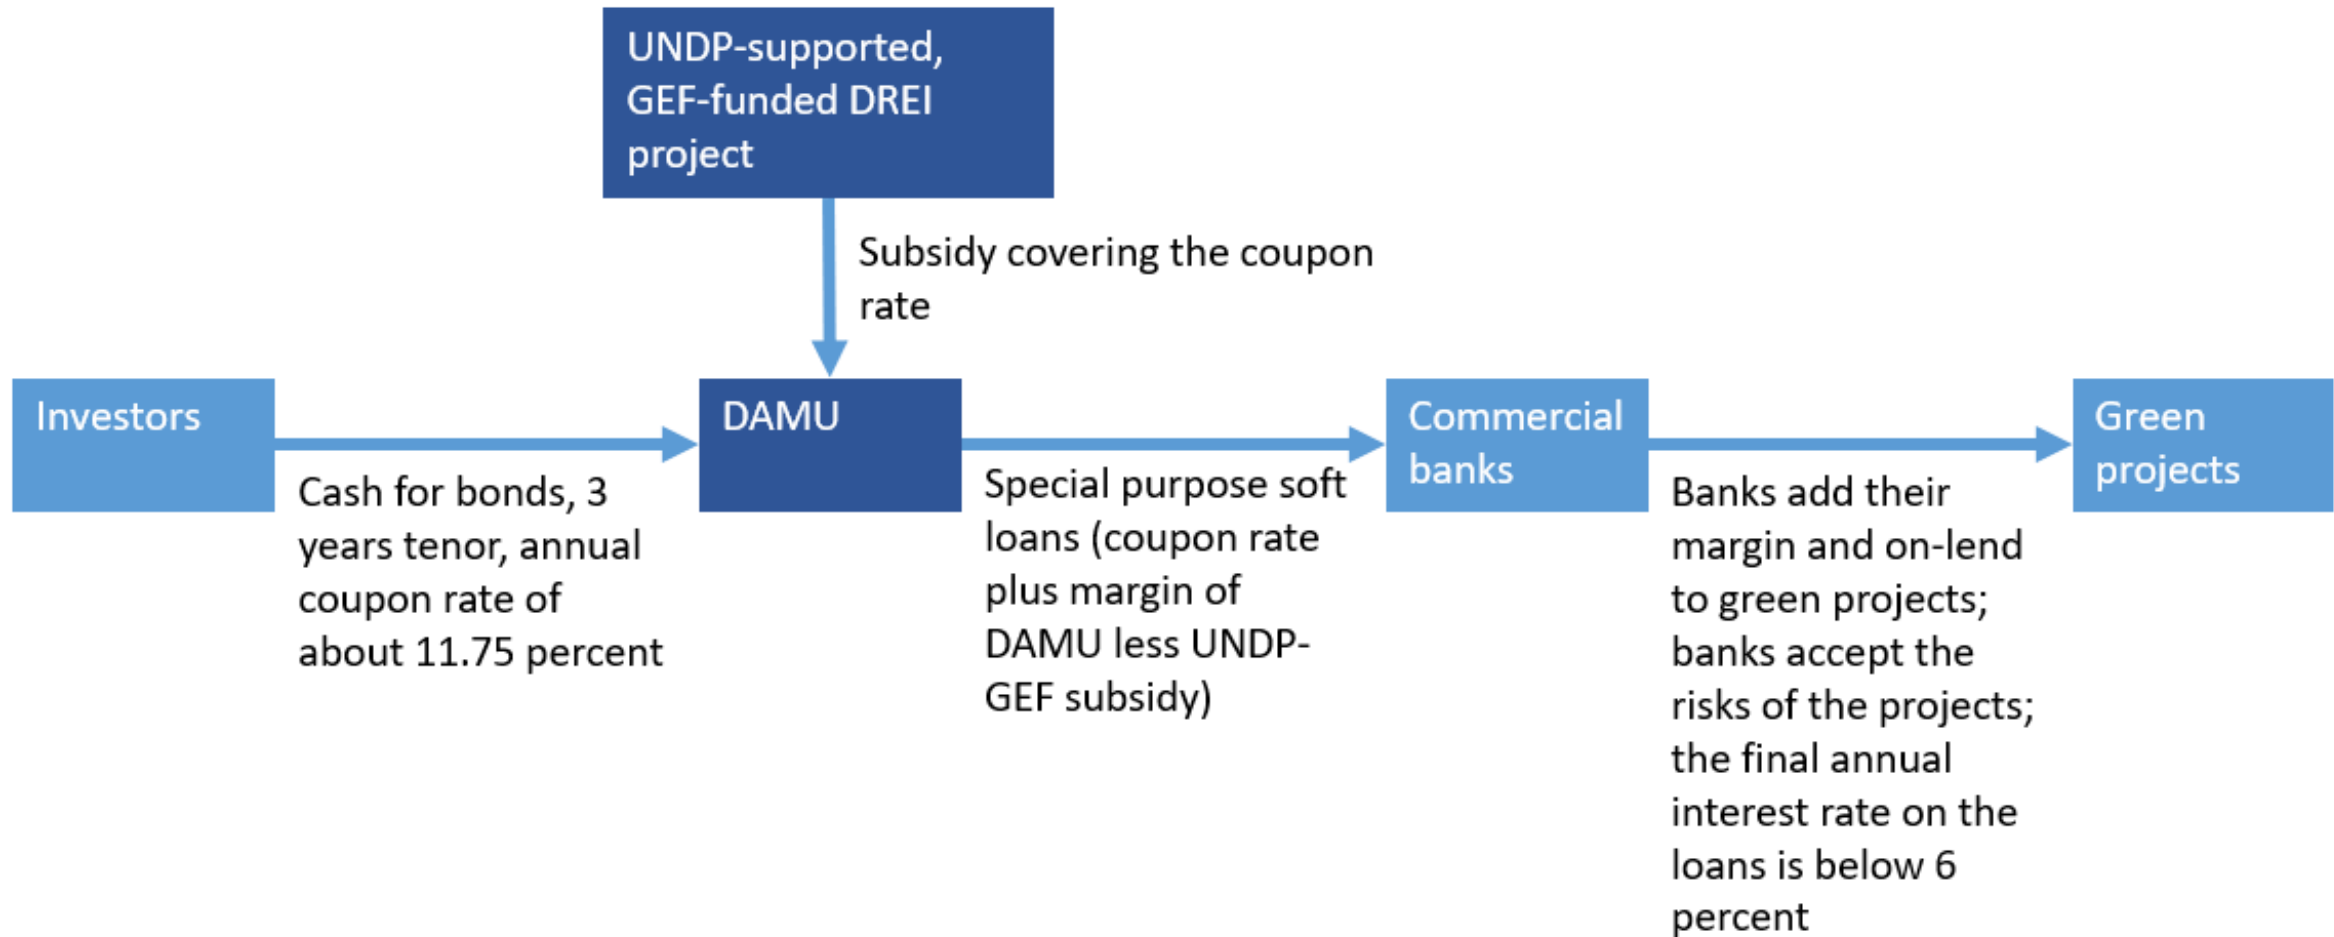 UNDP-supported,
GEF-funded DREI
project
Subsidy covering the coupon
rate
Investors
Cash for bonds, 3
years tenor, annual
coupon rate of
about 11.75 percent
DAMU
Special purpose soft
loans (coupon rate
plus margin of
DAMU less UNDP-
GEF subsidy)
Commercial
banks
Banks add their
margin and on-lend
to green projects;
banks accept the
risks of the projects;
the final annual
interest rate on the
loans is below 6
percent
Green
projects